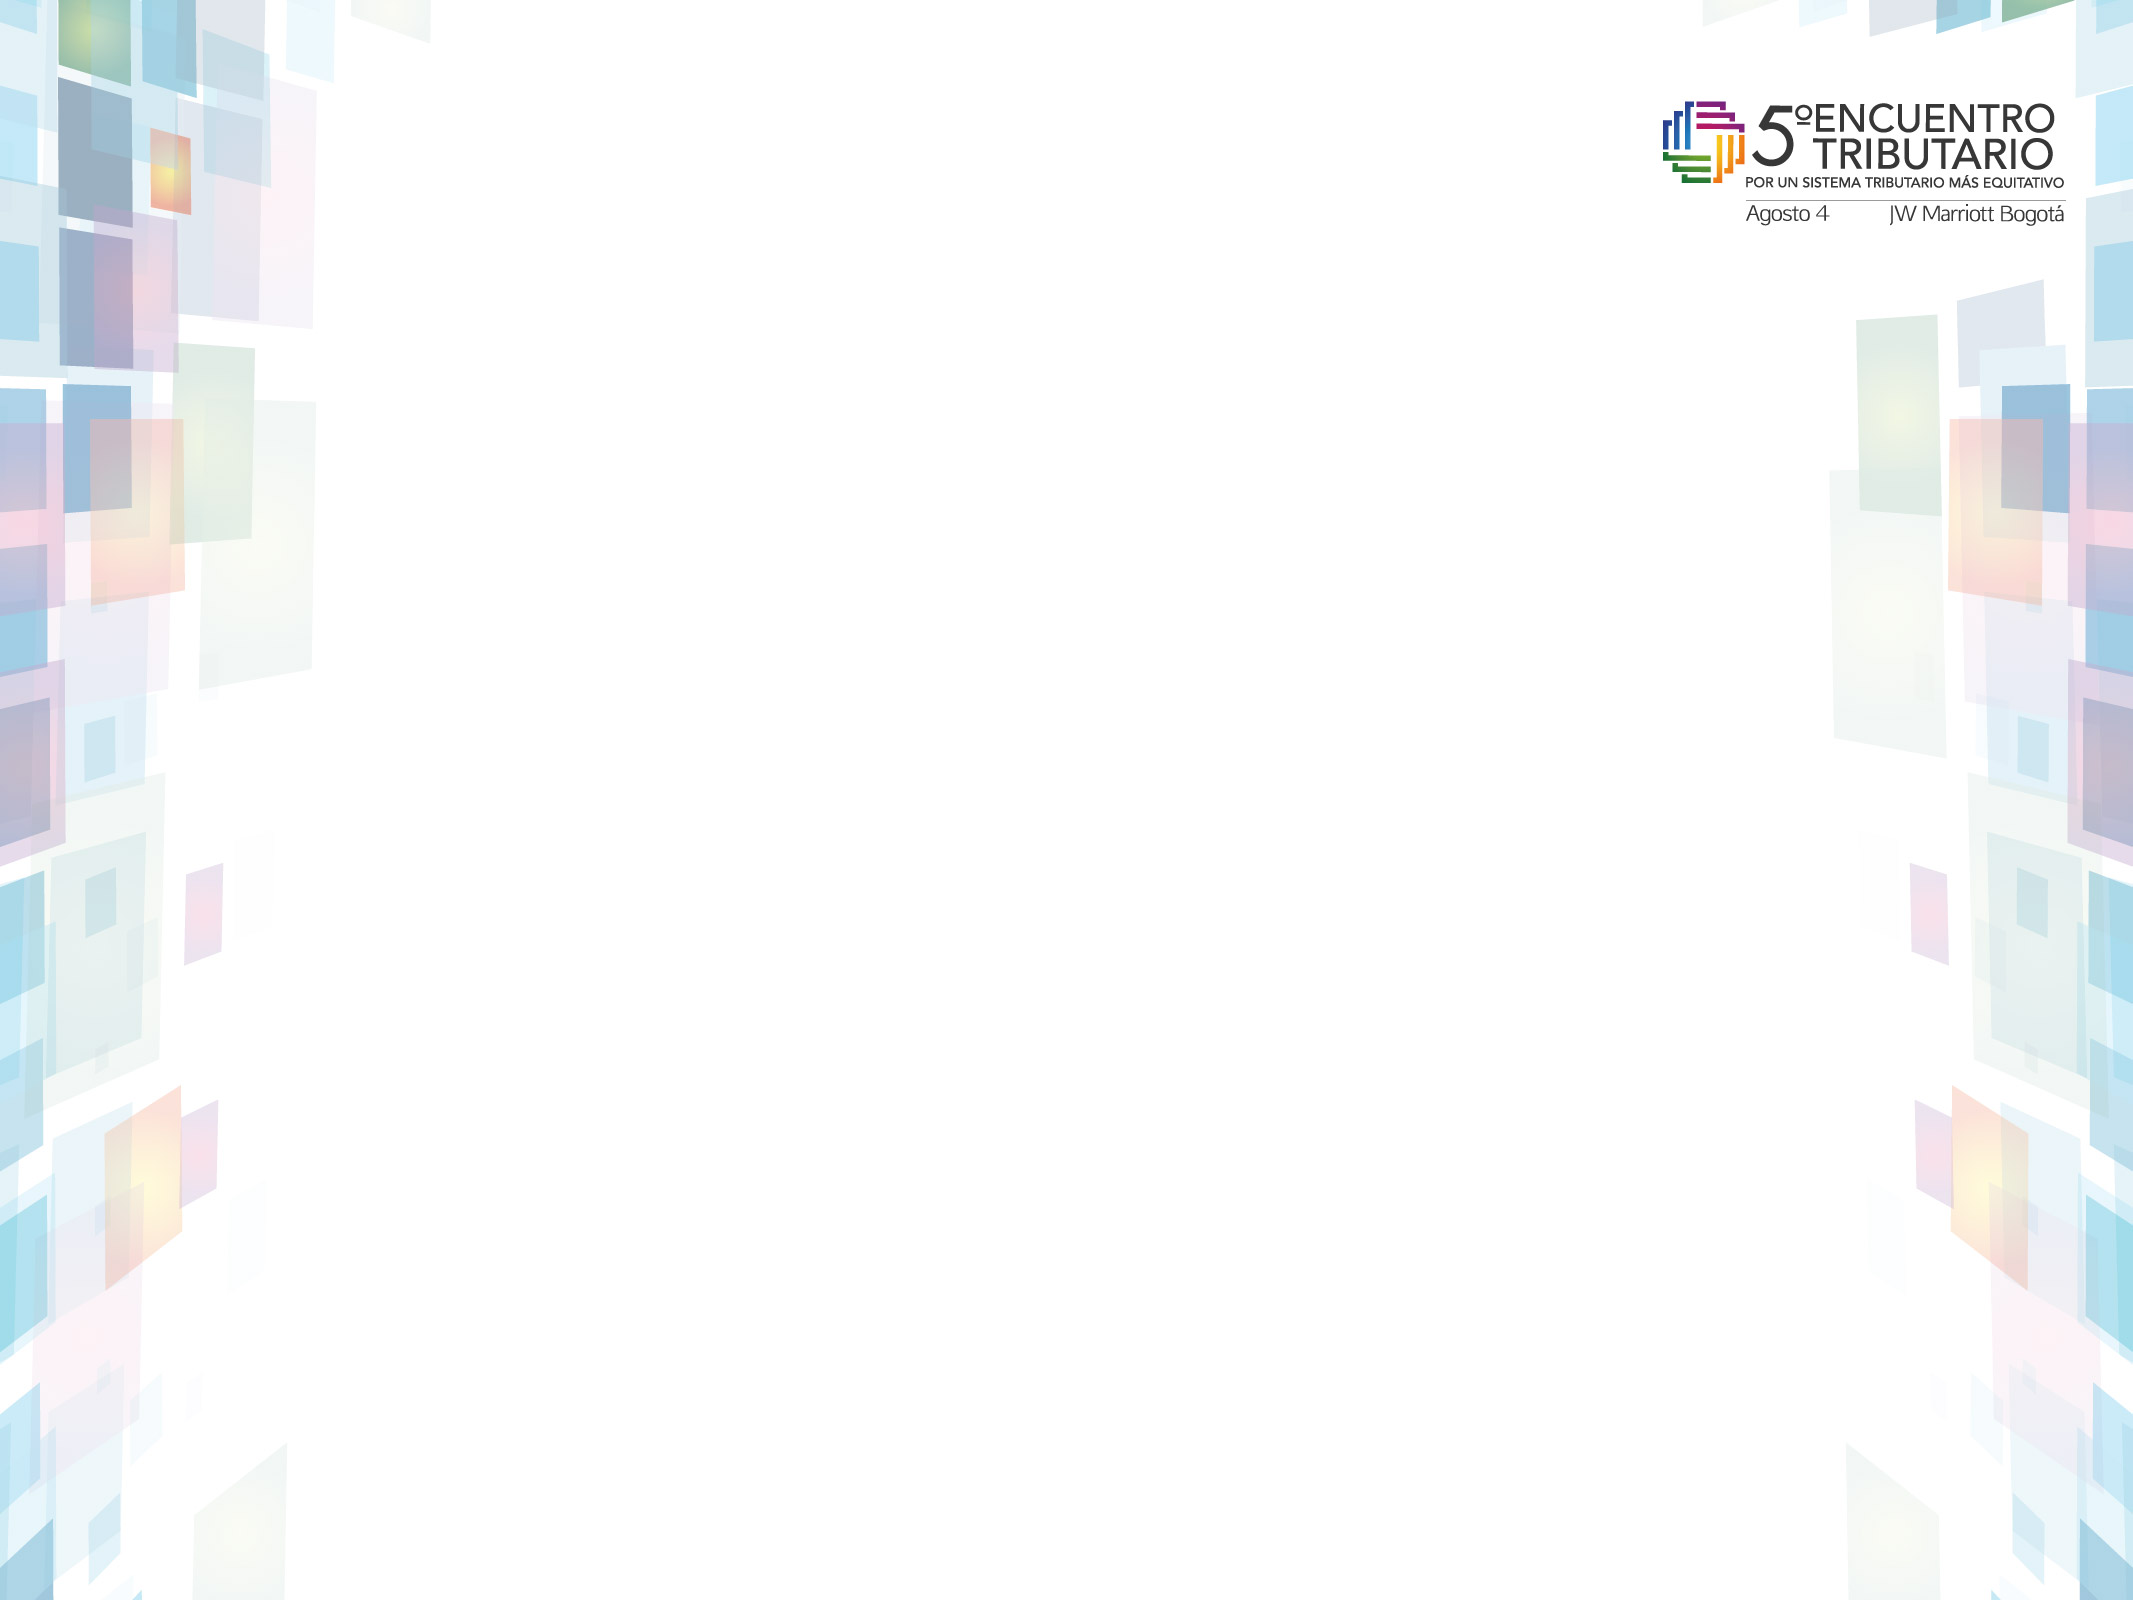 5º ENCUENTRO
TRIBUTARIO
POR UN SISTEMA TRIBUTARIO MÁS EQUITATIVO
Agosto 4 JW Marriott Bogotá